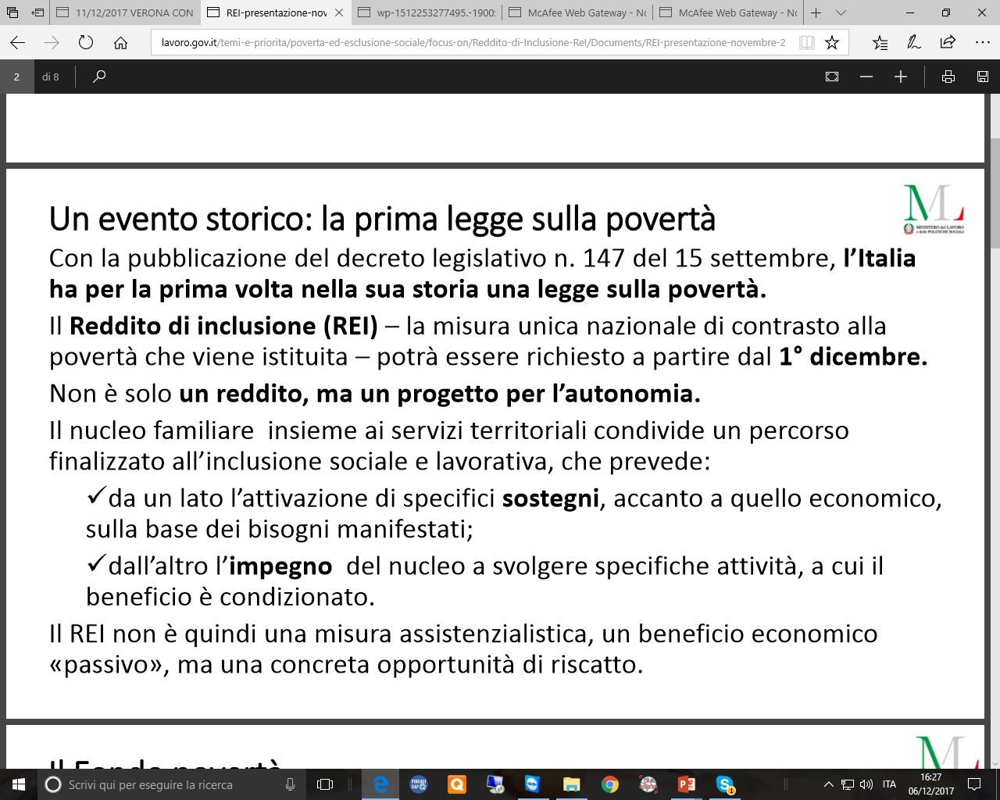 11/12/2017 VERONA CON
REI-presentazione-nov
wp-1512253277495.-1900:
McAfee Web Gateway - No
McAfee Web Gateway - No
lavoro.gov.it/temi-e-priorita/poverta-ed-esclusione-sociale/focus-on/Reddito-di-Inclusione-ReI/Documents/REI-presentazione-novembre-2
2 di 8
ML
MINISTERO del LAVORO
e delle POLITICHE SOCIALI
Un evento storico: la prima legge sulla povertà
Con la pubblicazione del decreto legislativo n. 147 del 15 settembre, l’Italia
ha per la prima volta nella sua storia una legge sulla povertà.
Il Reddito di inclusione (REI) – la misura unica nazionale di contrasto alla
povertà che viene istituita – potrà essere richiesto a partire dal 1° dicembre.
Non è solo un reddito, ma un progetto per l’autonomia.
Il nucleo familiare  insieme ai servizi territoriali condivide un percorso
finalizzato all’inclusione sociale e lavorativa, che prevede:
✓da un lato l’attivazione di specifici sostegni, accanto a quello economico,
sulla base dei bisogni manifestati;
✓dall’altro l’impegno  del nucleo a svolgere specifiche attività, a cui il
beneficio è condizionato.
Il REI non è quindi una misura assistenzialistica, un beneficio economico
«passivo», ma una concreta opportunità di riscatto.
Il Fondo povertà
ML
Scrivi qui per eseguire la ricerca
FISCALI
CAF
ITA
16:27
06/12/2017
1